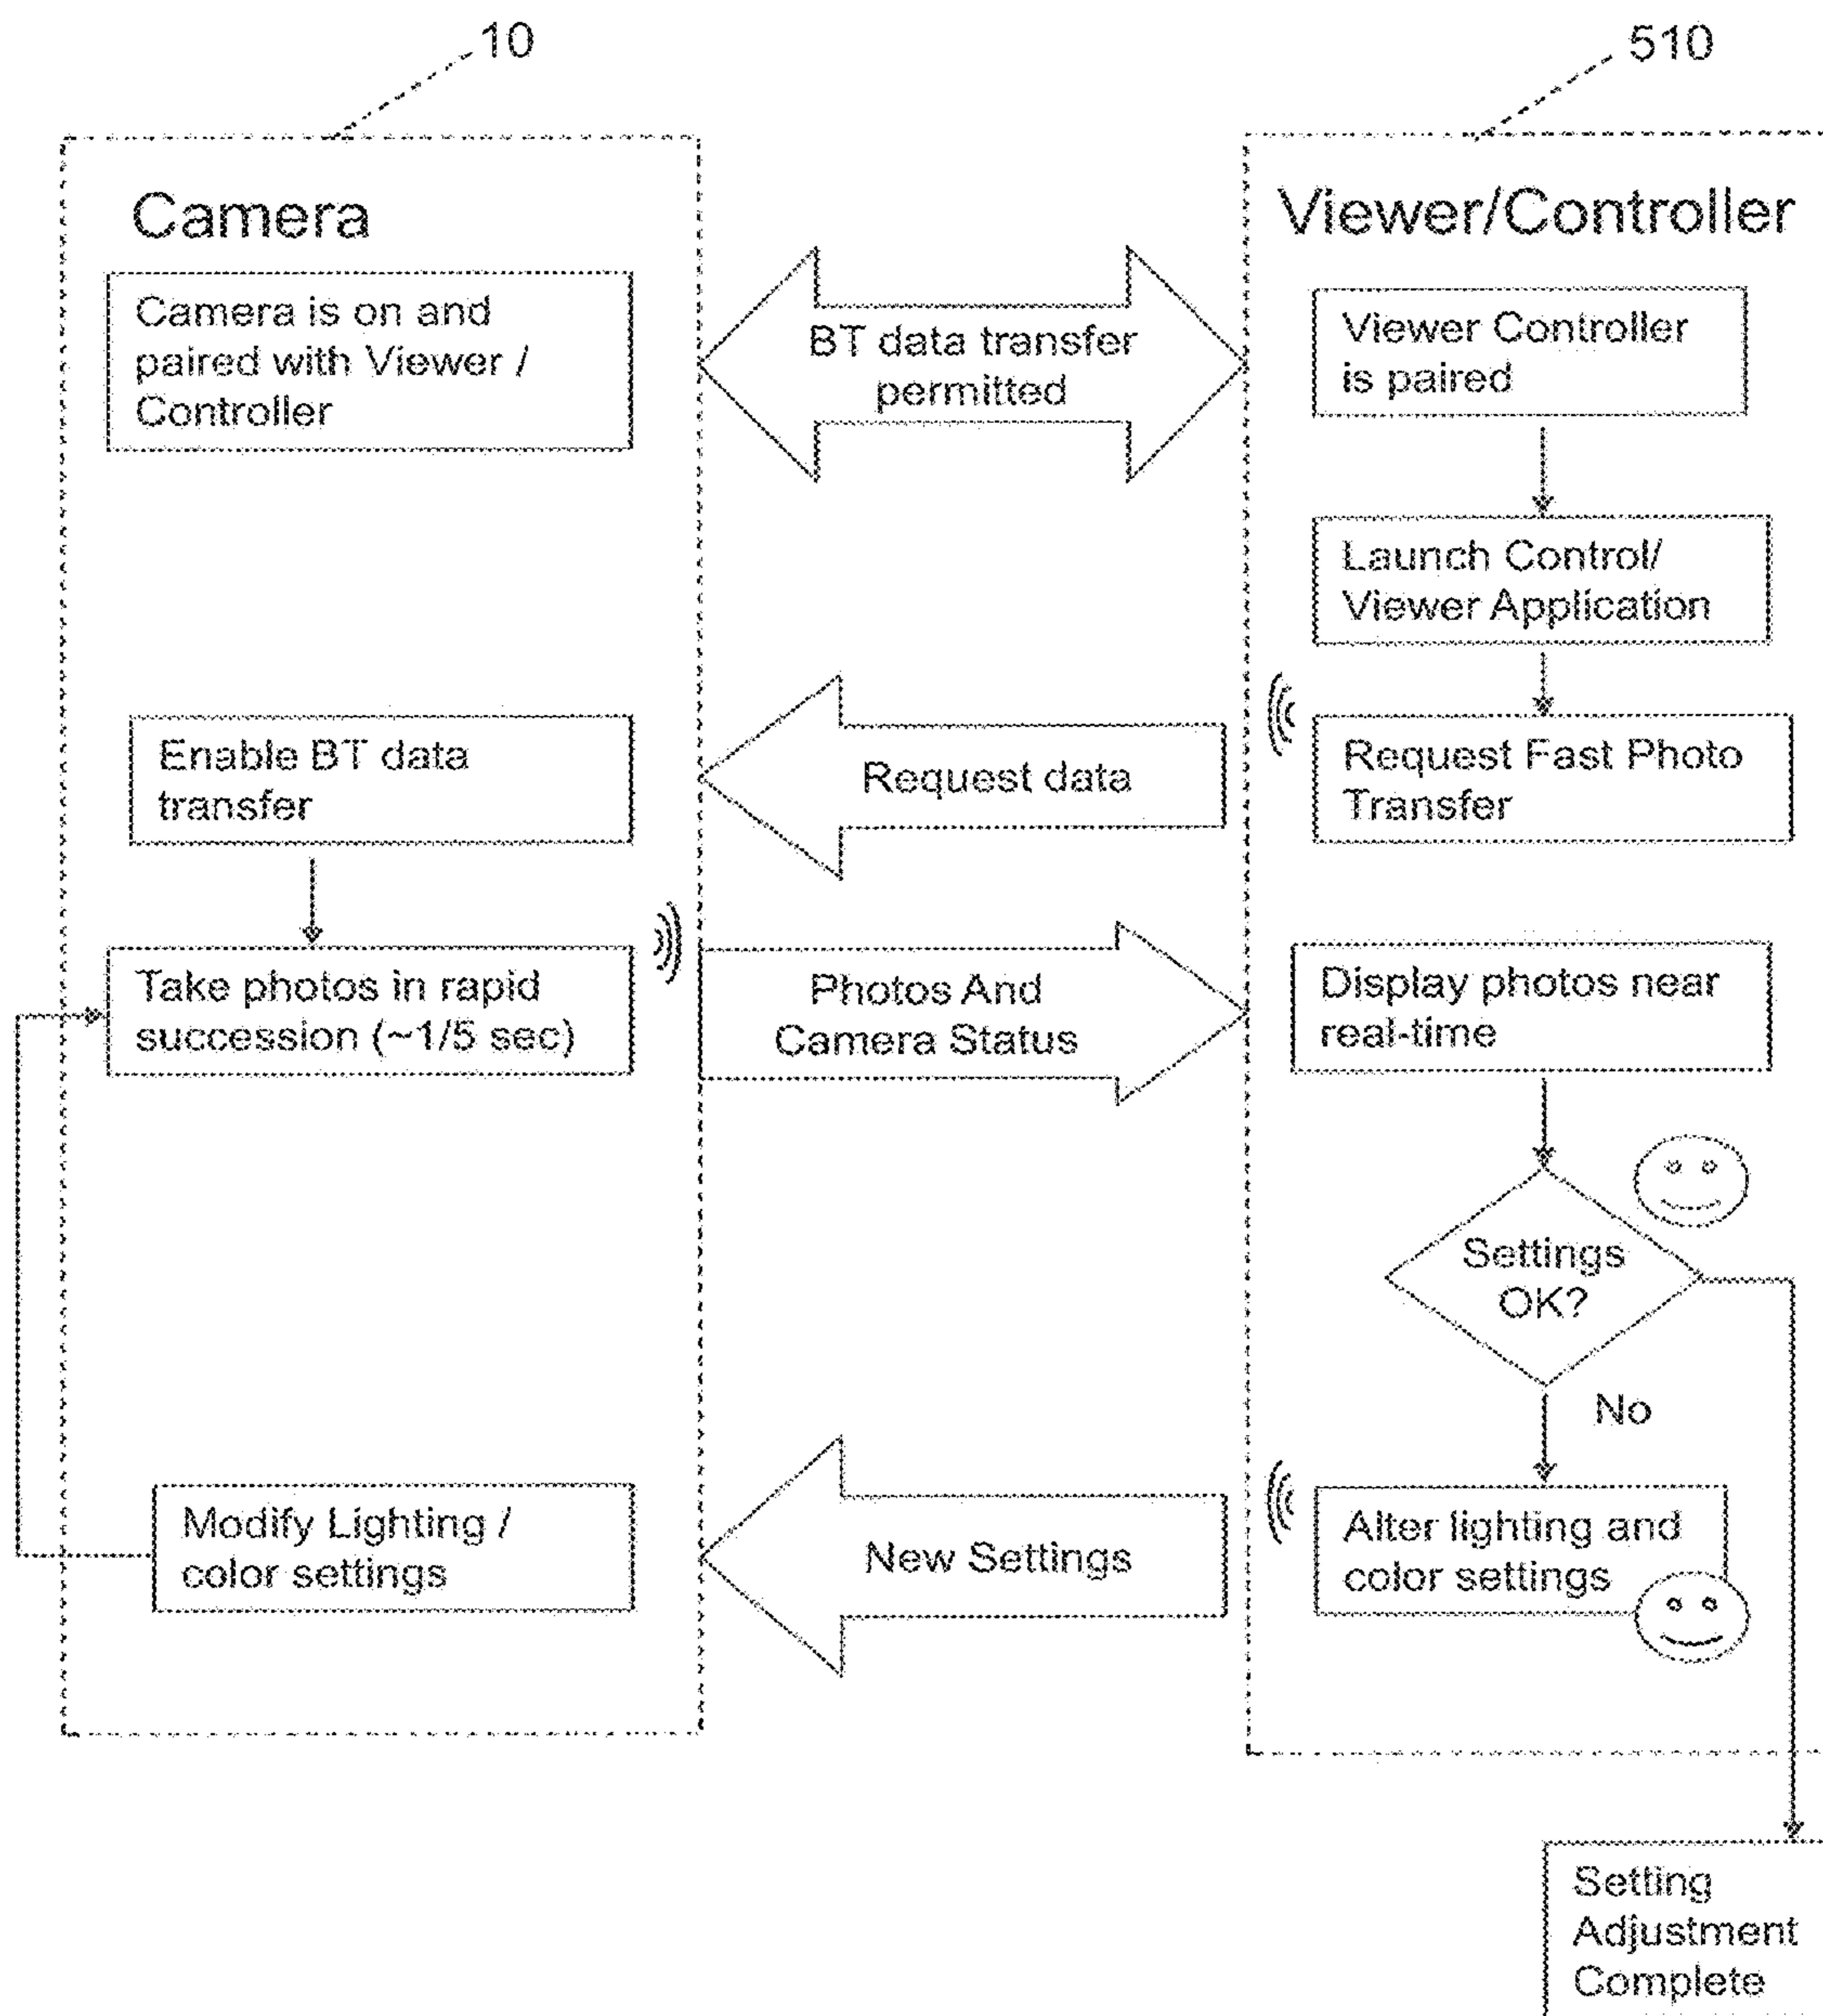 10
510
Camera
Viewer/Controller
Camera is on and
paired with Viewer /
Controller
BT data transfer
permitted
Viewer Controller
is paired
Launch Control/
Viewer Application
Enable BT data
transfer
Request data
Request Fast Photo
Transfer
Take photos in rapid
succession (~1/5 sec)
Photos And
Camera Status
Display photos near
real-time
Settings
OK?
No
Modify Lighting /
color settings
New Settings
Alter lighting and
color settings
Setting
Adjustment
Complete